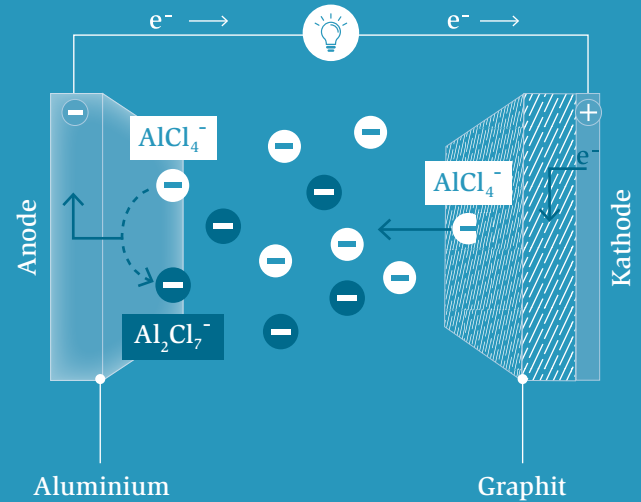 e⁻
e⁻
−
+
AlCl₄⁻
AlCl₄⁻
e⁻
Anode
Kathode
Al₂Cl₇⁻
Aluminium
Graphit